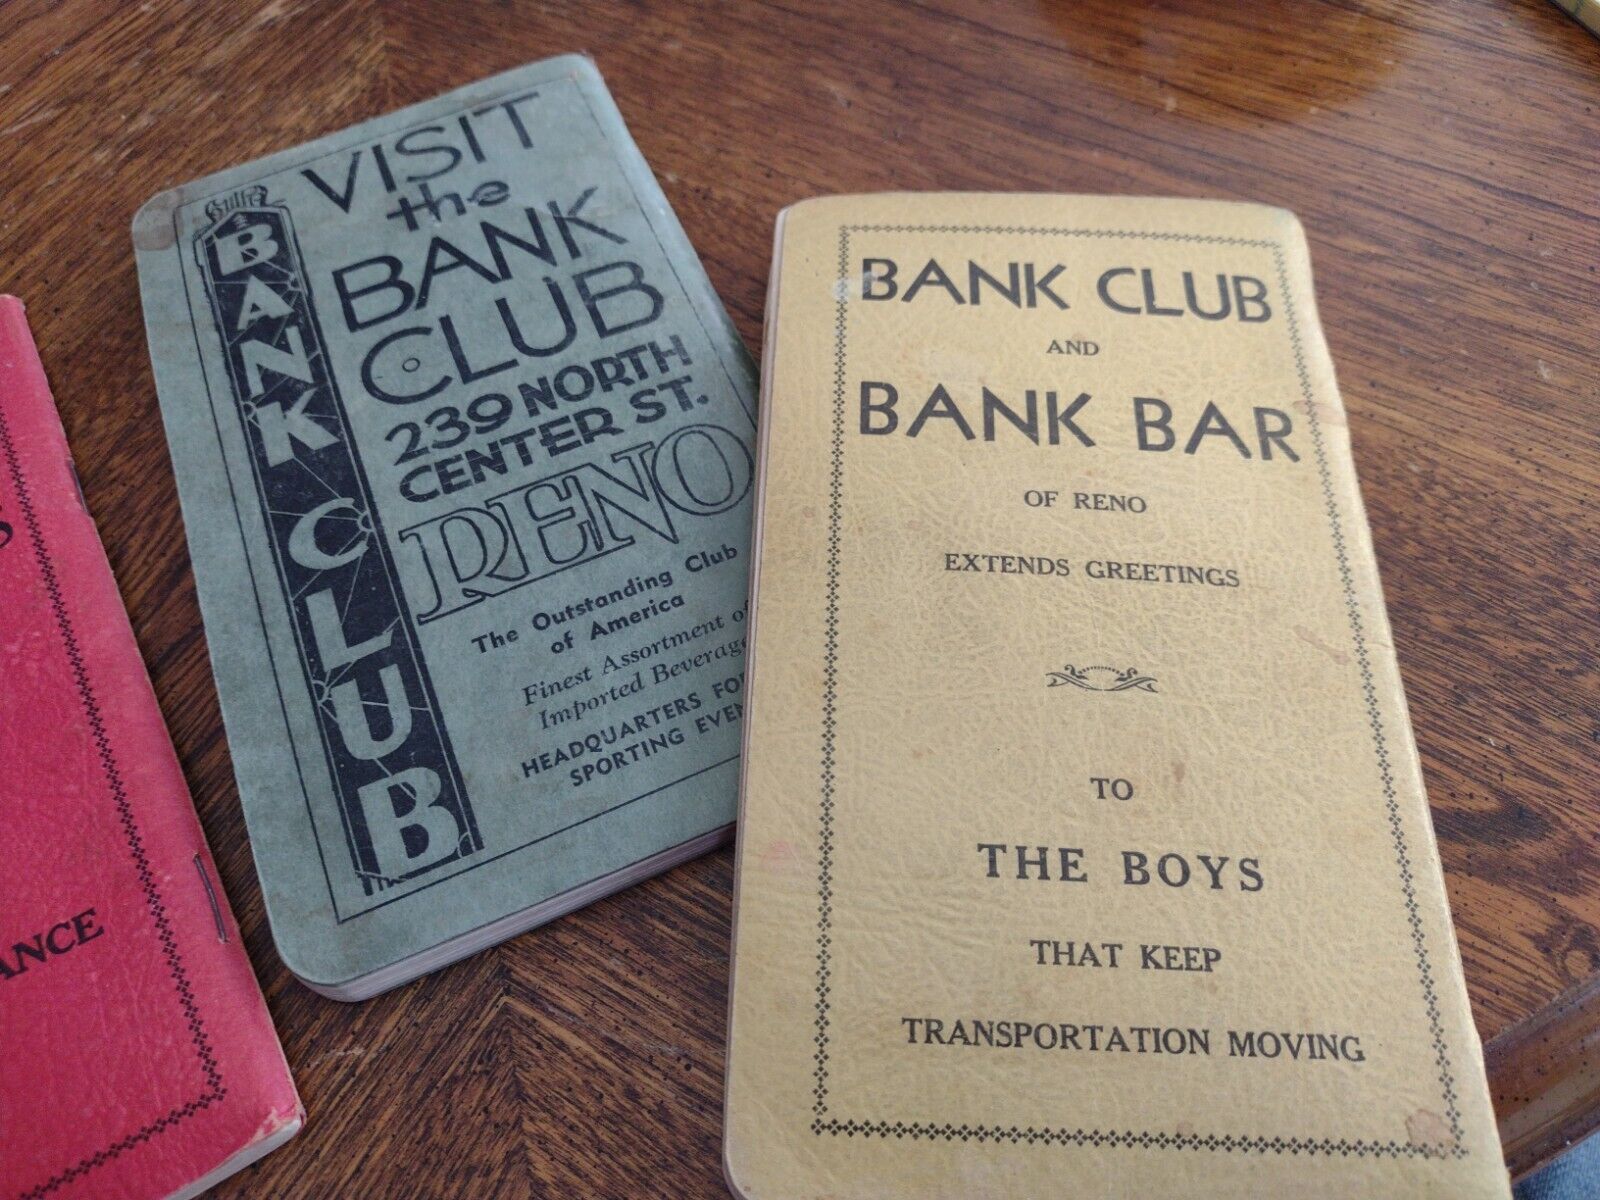 ANCE
BANK CLUB
VISIT
the
BANK
CLUB
239 NORTH
CENTER ST.
RENO
The Outstanding Club
of America
Finest Assortment of
Imported Beverage
HEADQUARTERS FOR
SPORTING EVEN
BANK CLUB
AND
BANK BAR
OF RENO
EXTENDS GREETINGS
TO
THE BOYS
THAT KEEP
TRANSPORTATION MOVING